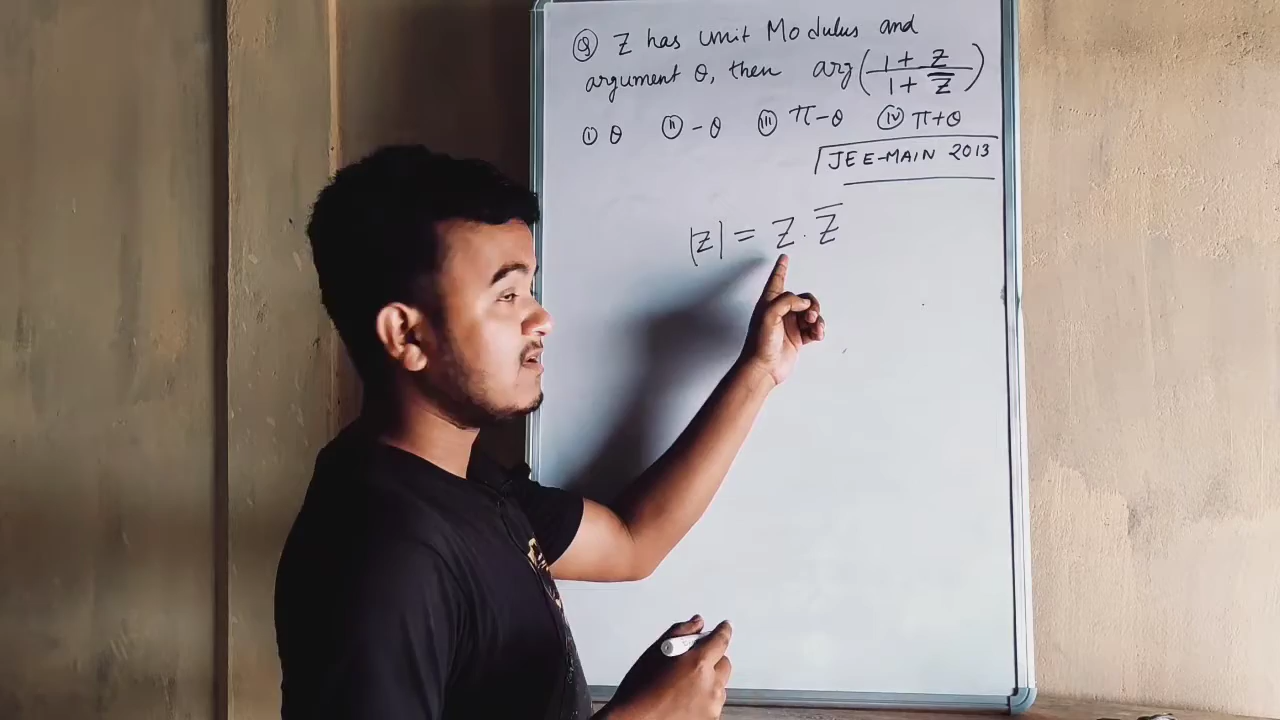 Q Z has unit Modulus and
argument θ, then arg(1 + z / 1 + z̅)
(i) θ (ii) - θ (iii) π-θ (iv) π+θ
JEE-MAIN 2013
|z| = Z . Z̅